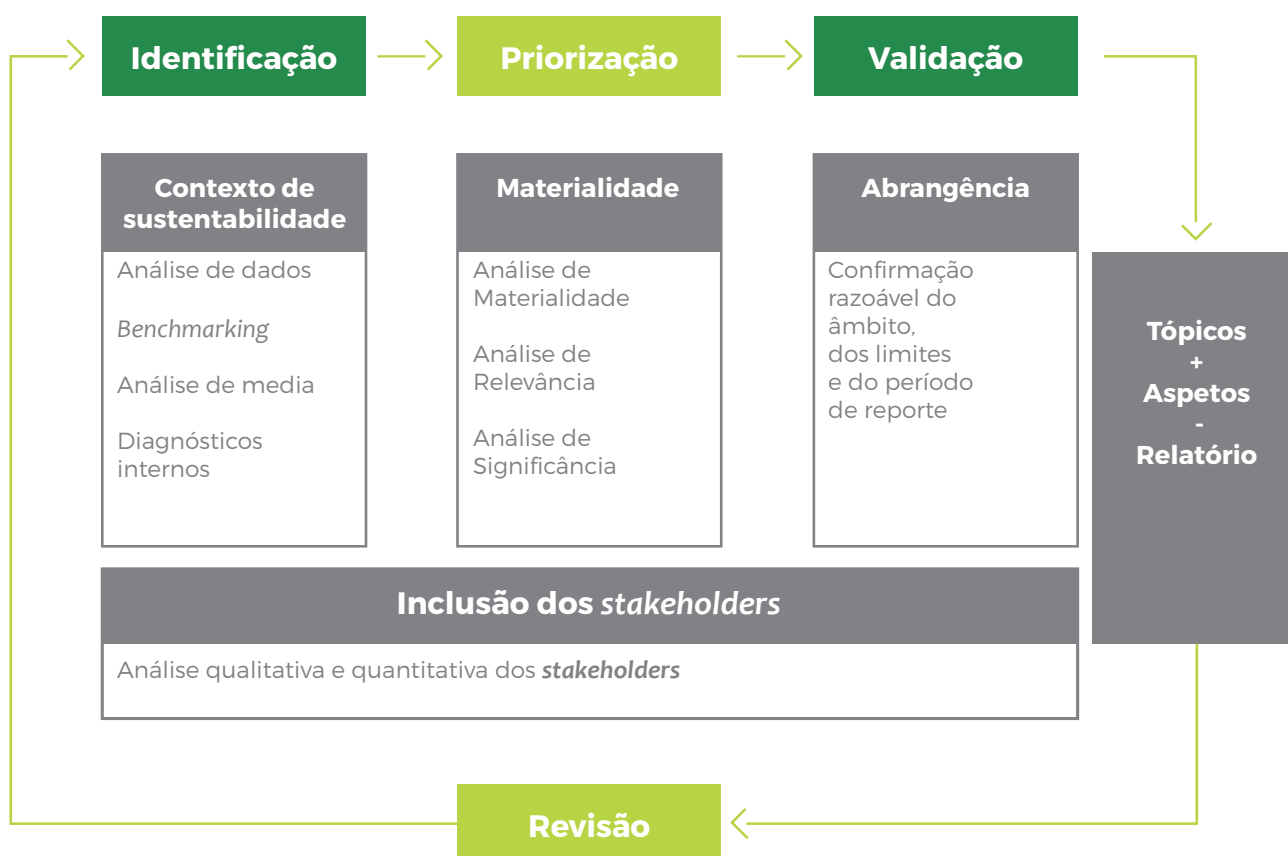 Identificação
Priorização
Validação
Contexto de
sustentabilidade
Análise de dados
Benchmarking
Análise de media
Diagnósticos
internos
Materialidade
Análise de
Materialidade
Análise de
Relevância
Análise de
Significância
Abrangência
Confirmação
razoável do
âmbito,
dos limites
e do período
de reporte
Tópicos
+
Aspetos
-
Relatório
Inclusão dos stakeholders
Análise qualitativa e quantitativa dos stakeholders
Revisão